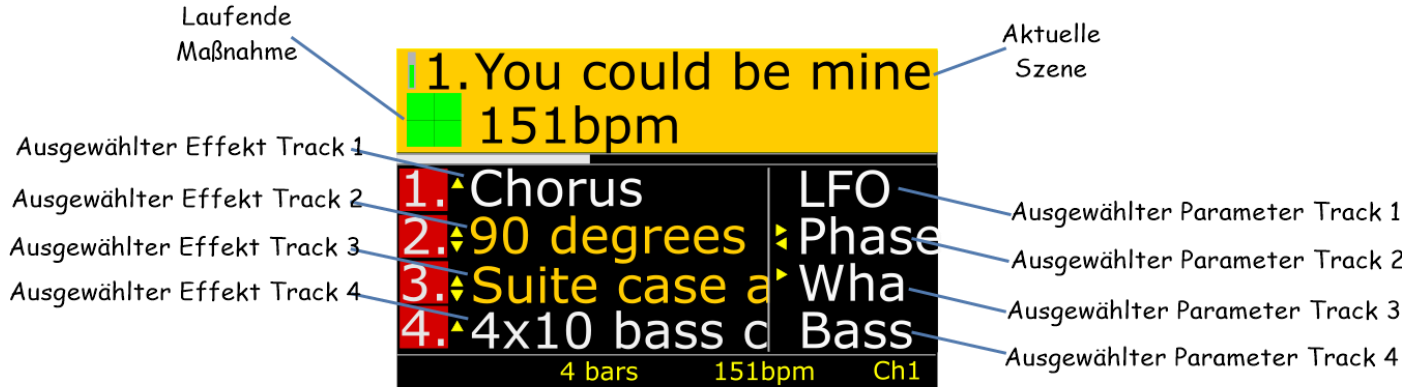 Laufende
Maßnahme
Aktuelle
Szene
1.You could be mine
151bpm
Ausgewählter Effekt Track 1
Ausgewählter Effekt Track 2
Ausgewählter Effekt Track 3
Ausgewählter Effekt Track 4
1. Chorus LFO
2. 90 degrees Phase
3. Suite case a Wha
4. 4x10 bass c Bass
4 bars 151bpm Ch1
Ausgewählter Parameter Track 1
Ausgewählter Parameter Track 2
Ausgewählter Parameter Track 3
Ausgewählter Parameter Track 4